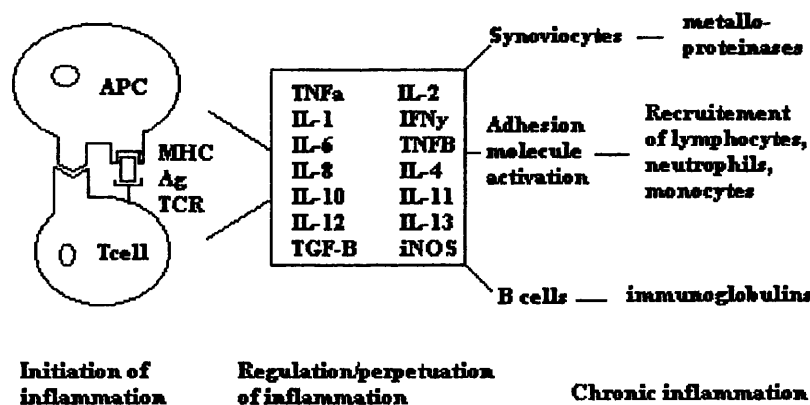 APC
MHC
Ag
TCR
Tcell
TNFa IL-2
IL-1 IFNy
IL-6 TNFB
IL-8 IL-4
IL-10 IL-11
IL-12 IL-13
TGF-B iNOS
Synoviocytes — metallo-
proteinases
Adhesion
molecule
activation
Recruitement
of lymphocytes,
neutrophils,
monocytes
B cells — immunoglobulins
Initiation of
inflammation
Regulation/perpetuation
of inflammation
Chronic inflammation